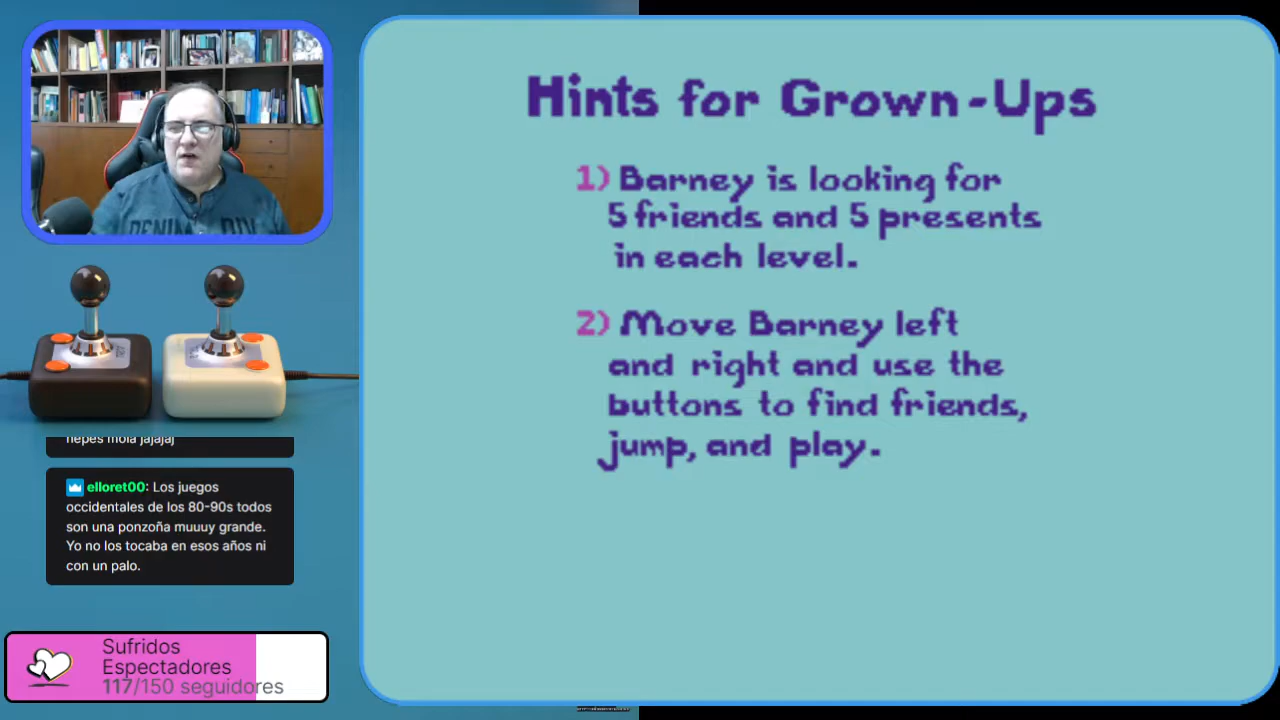 Hints for Grown-Ups
1) Barney is looking for
5 friends and 5 presents
in each level.
2) Move Barney left
and right and use the
buttons to find friends,
jump, and play.
nepes mola jajajaj
elloret00: Los juegos
occidentales de los 80-90s todos
son una ponzoña muuuy grande.
Yo no los tocaba en esos años ni
con un palo.
Sufridos
Espectadores
117/150 seguidores